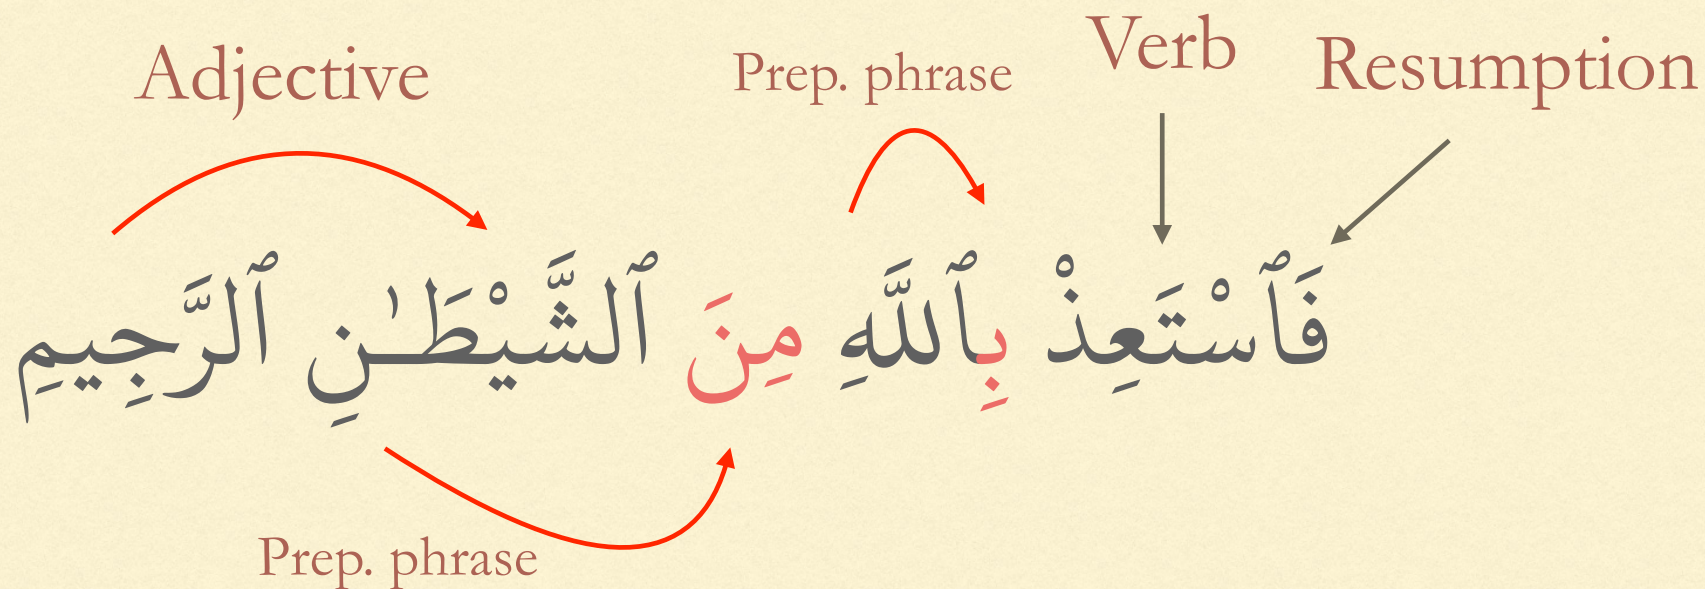 Adjective
Prep. phrase
Verb
Resumption
فَٱسْتَعِذْ بِٱللَّهِ مِنَ ٱلشَّيْطَـٰنِ ٱلرَّجِيمِ
Prep. phrase